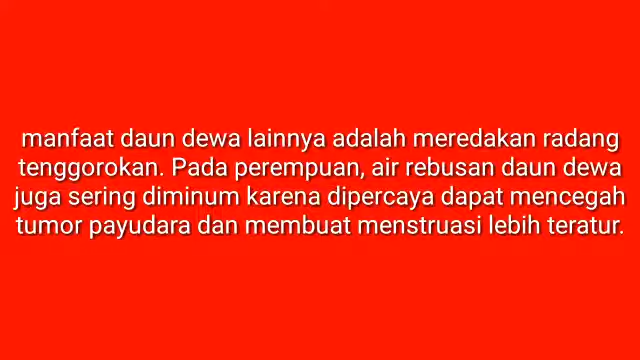 manfaat daun dewa lainnya adalah meredakan radang
tenggorokan. Pada perempuan, air rebusan daun dewa
juga sering diminum karena dipercaya dapat mencegah
tumor payudara dan membuat menstruasi lebih teratur.